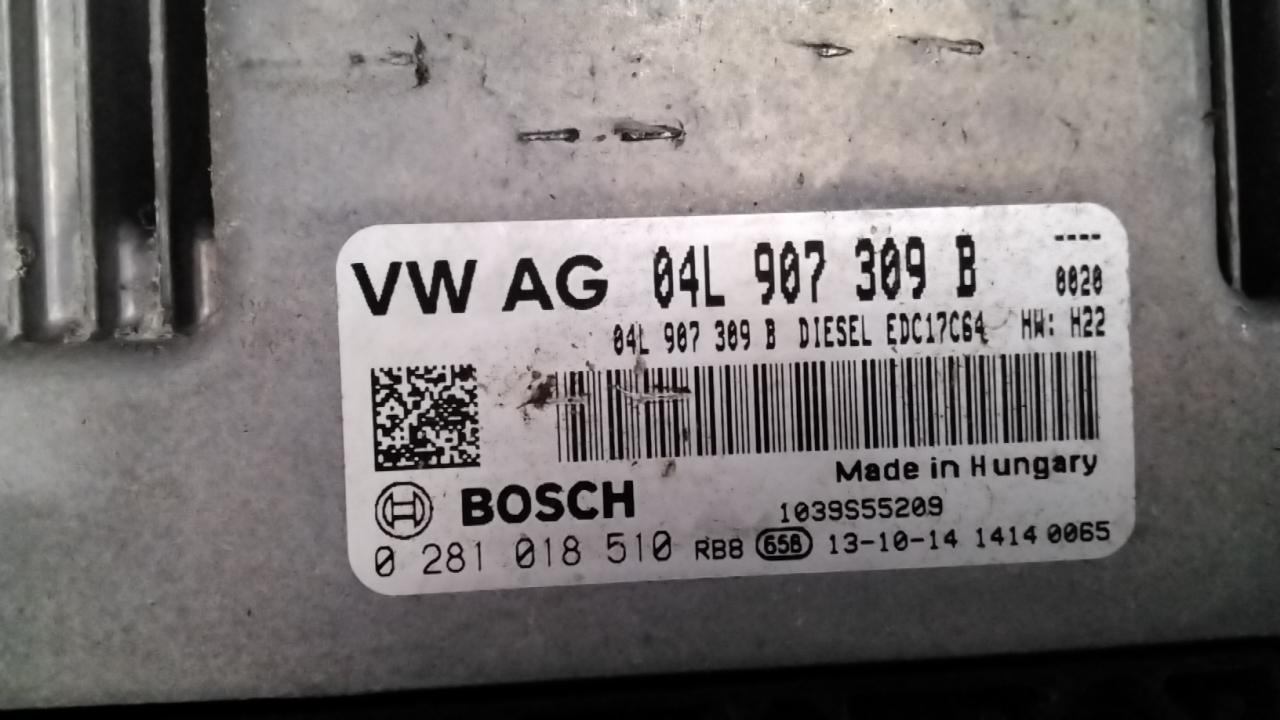 VW AG 04L 907 309 B ----
0020
04L 907 309 B DIESEL EDC17C64 HW: H22
Made in Hungary
BOSCH 1039S55209
0 281 018 510 RB8 65B 13-10-14 1414 0065